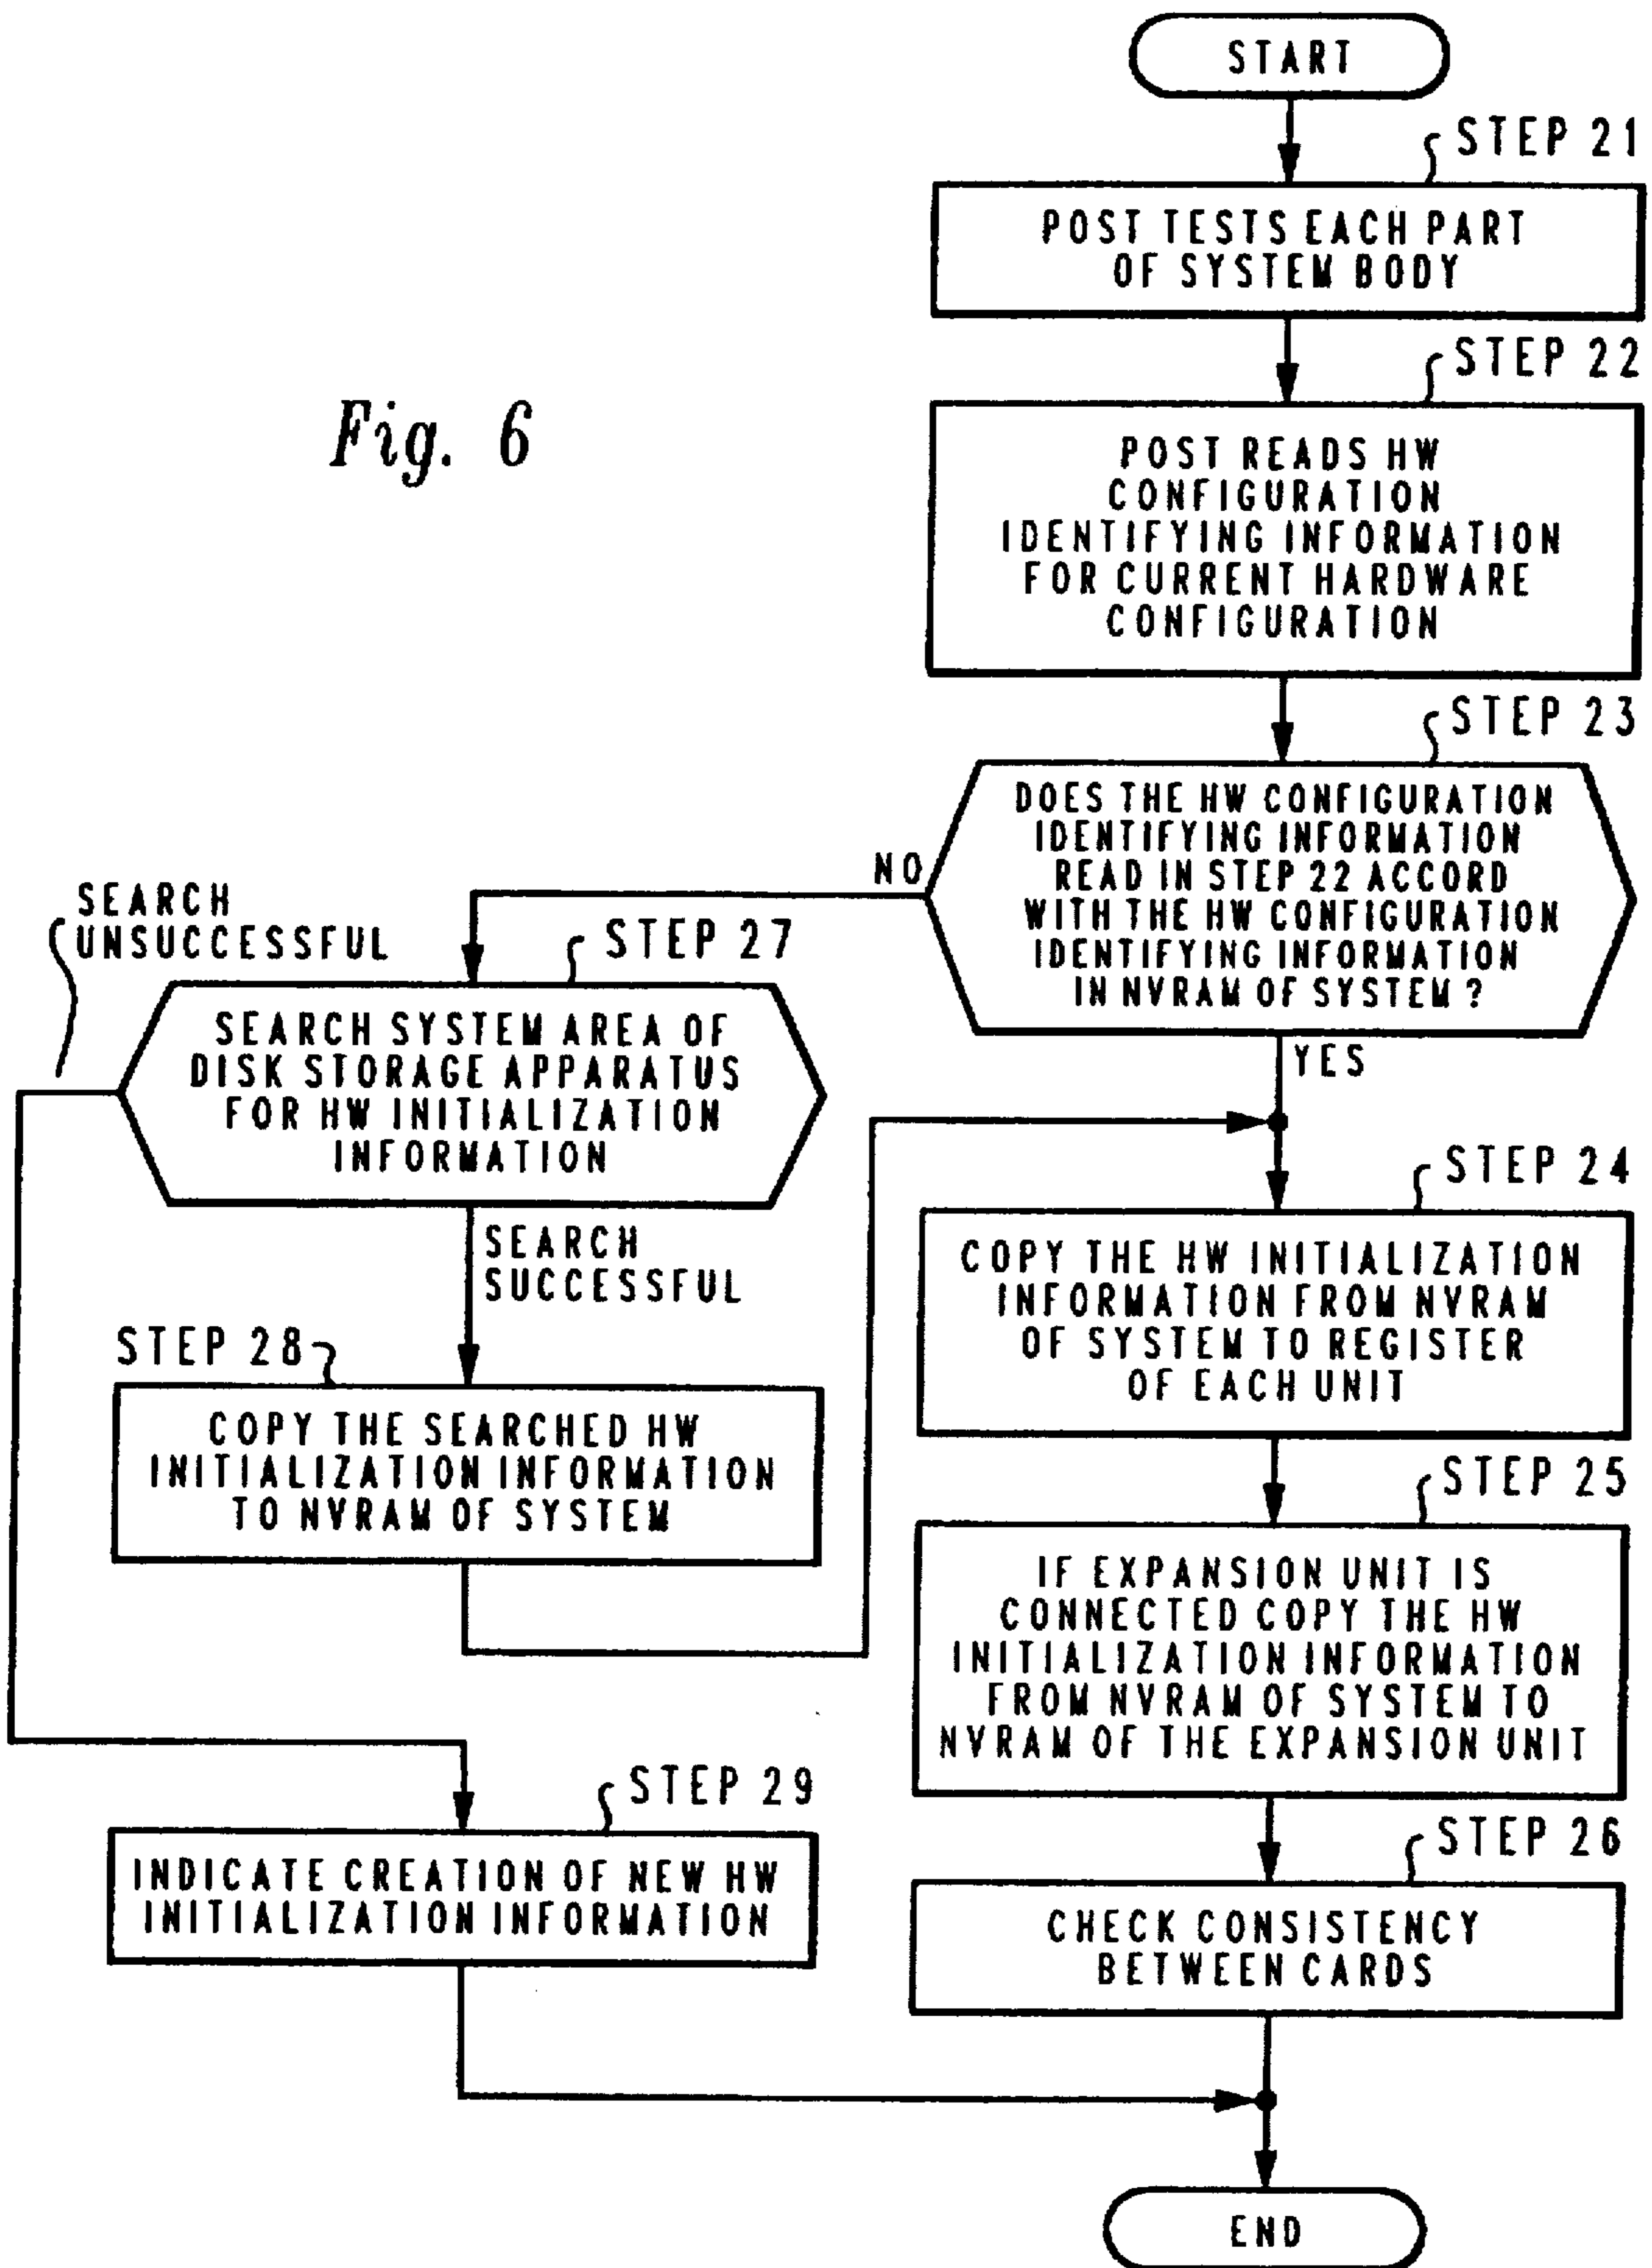 START
STEP 21
POST TESTS EACH PART
OF SYSTEM BODY
STEP 22
Fig. 6
POST READS HW
CONFIGURATION
IDENTIFYING INFORMATION
FOR CURRENT HARDWARE
CONFIGURATION
STEP 23
DOES THE HW CONFIGURATION
IDENTIFYING INFORMATION
READ IN STEP 22 ACCORD
WITH THE HW CONFIGURATION
IDENTIFYING INFORMATION
IN NVRAM OF SYSTEM ?
NO
YES
SEARCH
UNSUCCESSFUL
STEP 27
SEARCH SYSTEM AREA OF
DISK STORAGE APPARATUS
FOR HW INITIALIZATION
INFORMATION
SEARCH
SUCCESSFUL
STEP 28
COPY THE SEARCHED HW
INITIALIZATION INFORMATION
TO NVRAM OF SYSTEM
STEP 24
COPY THE HW INITIALIZATION
INFORMATION FROM NVRAM
OF SYSTEM TO REGISTER
OF EACH UNIT
STEP 25
IF EXPANSION UNIT IS
CONNECTED COPY THE HW
INITIALIZATION INFORMATION
FROM NVRAM OF SYSTEM TO
NVRAM OF THE EXPANSION UNIT
STEP 29
INDICATE CREATION OF NEW HW
INITIALIZATION INFORMATION
STEP 26
CHECK CONSISTENCY
BETWEEN CARDS
END